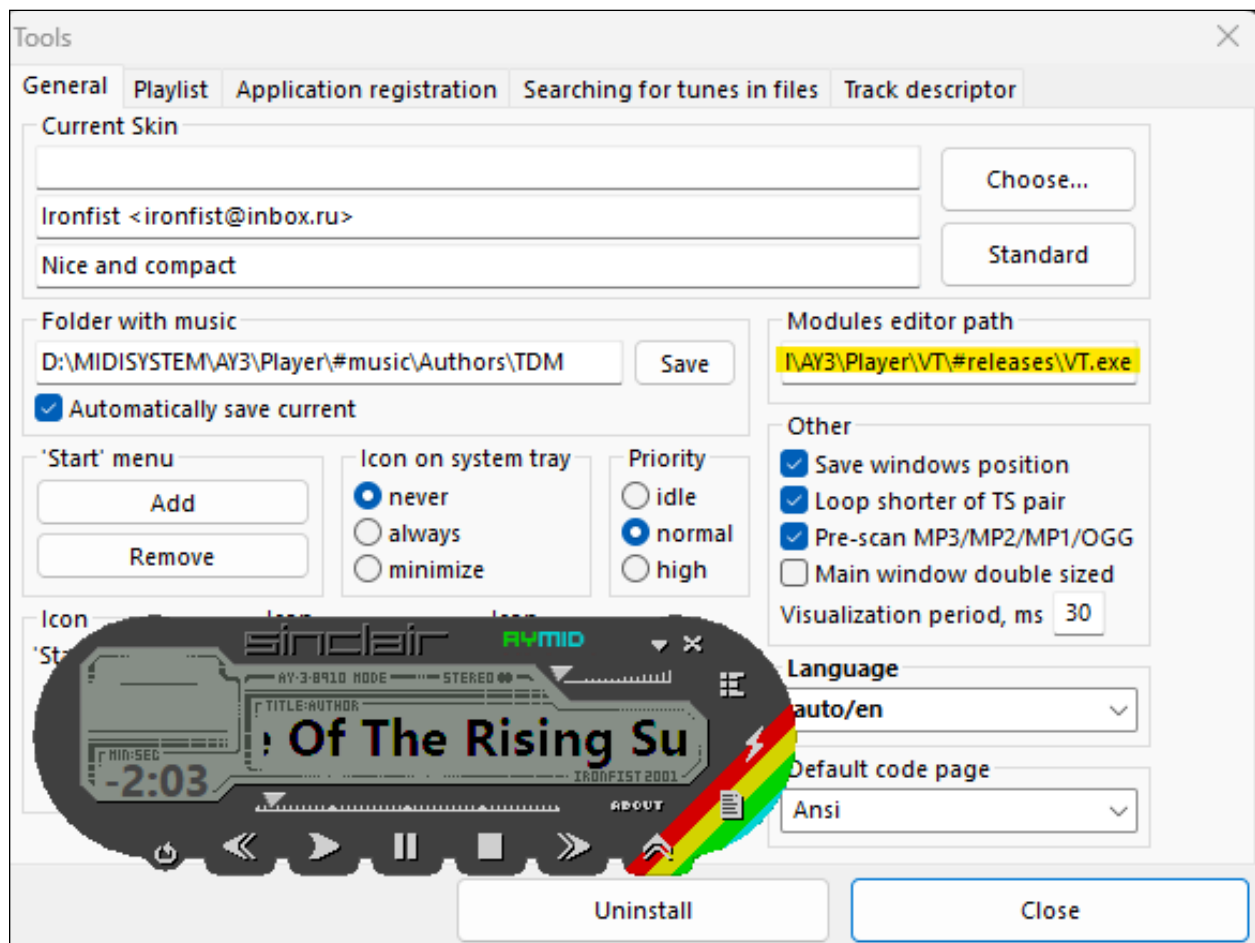 Tools
General Playlist Application registration Searching for tunes in files Track descriptor
Current Skin
Choose...
Ironfist <ironfist@inbox.ru>
Nice and compact
Standard
Folder with music
D:\MIDISYSTEM\AY3\Player\#music\Authors\TDM
Save
Automatically save current
Modules editor path
\AY3\Player\VT\#releases\VT.exe
'Start' menu
Add
Remove
Icon on system tray
never
always
minimize
Priority
idle
normal
high
Other
Save windows position
Loop shorter of TS pair
Pre-scan MP3/MP2/MP1/OGG
Main window double sized
Visualization period, ms 30
Icon
Language
auto/en
Default code page
Ansi
sinclair AYMID
AY-3-8910 MODE STEREO
TITLE:AUTHOR
Of The Rising Su
MIN:SEC
-2:03
IRONFIST 2001
ABOUT
Uninstall
Close